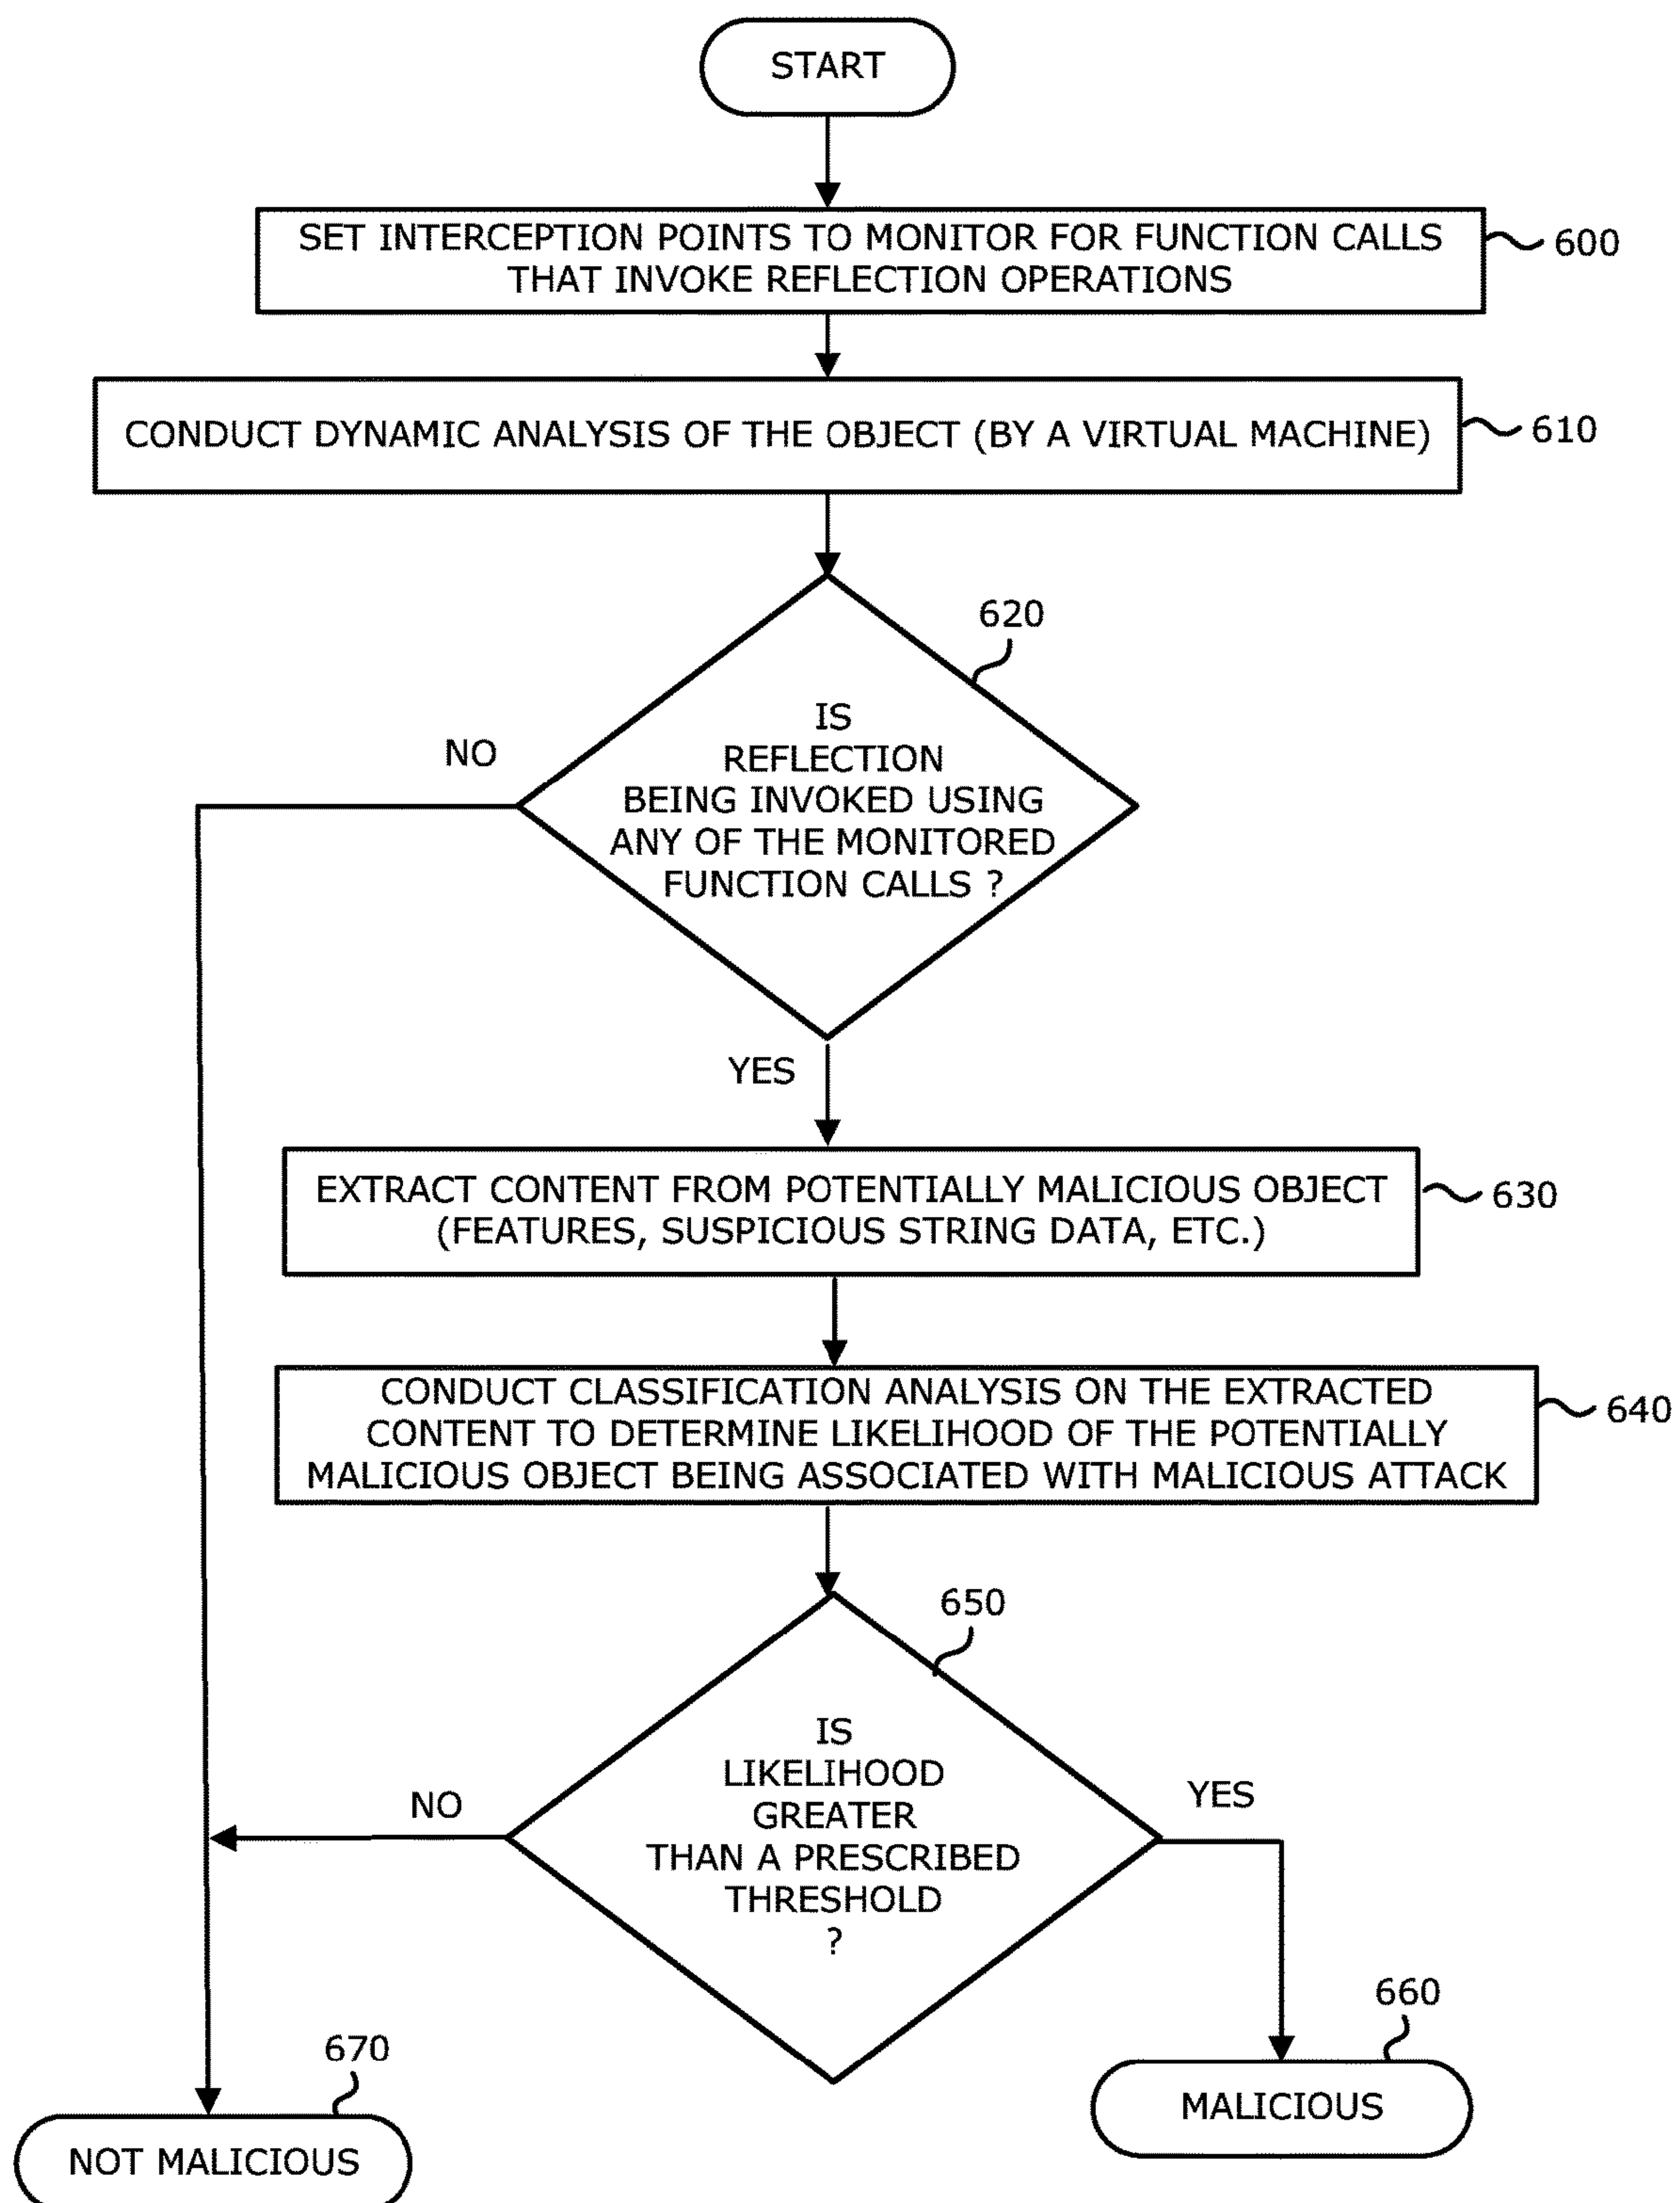 START
SET INTERCEPTION POINTS TO MONITOR FOR FUNCTION CALLS
THAT INVOKE REFLECTION OPERATIONS
600
CONDUCT DYNAMIC ANALYSIS OF THE OBJECT (BY A VIRTUAL MACHINE)
610
620
IS
REFLECTION
BEING INVOKED USING
ANY OF THE MONITORED
FUNCTION CALLS ?
NO
YES
EXTRACT CONTENT FROM POTENTIALLY MALICIOUS OBJECT
(FEATURES, SUSPICIOUS STRING DATA, ETC.)
630
CONDUCT CLASSIFICATION ANALYSIS ON THE EXTRACTED
CONTENT TO DETERMINE LIKELIHOOD OF THE POTENTIALLY
MALICIOUS OBJECT BEING ASSOCIATED WITH MALICIOUS ATTACK
640
650
IS
LIKELIHOOD
GREATER
THAN A PRESCRIBED
THRESHOLD
?
NO
YES
660
MALICIOUS
670
NOT MALICIOUS